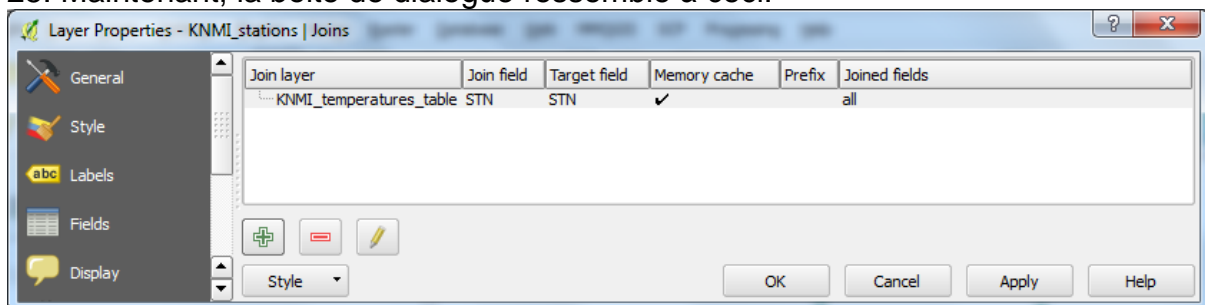 Layer Properties - KNMI_stations | Joins
General
Join layer Join field Target field Memory cache Prefix Joined fields
KNMI_temperatures_table STN STN ✔ all
Style
abc Labels
Fields
Display
Style
OK Cancel Apply Help